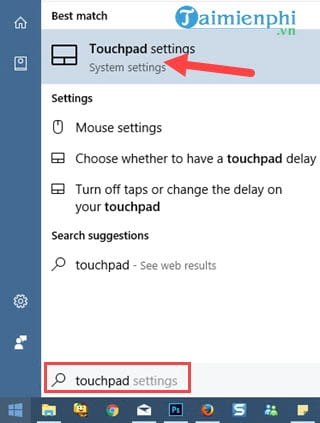 Best match
Taimienphi
.vn
Touchpad settings
System settings
Settings
Mouse settings
Choose whether to have a touchpad delay
Turn off taps or change the delay on
your touchpad
Search suggestions
touchpad - See web results
touchpad settings
Ps
S